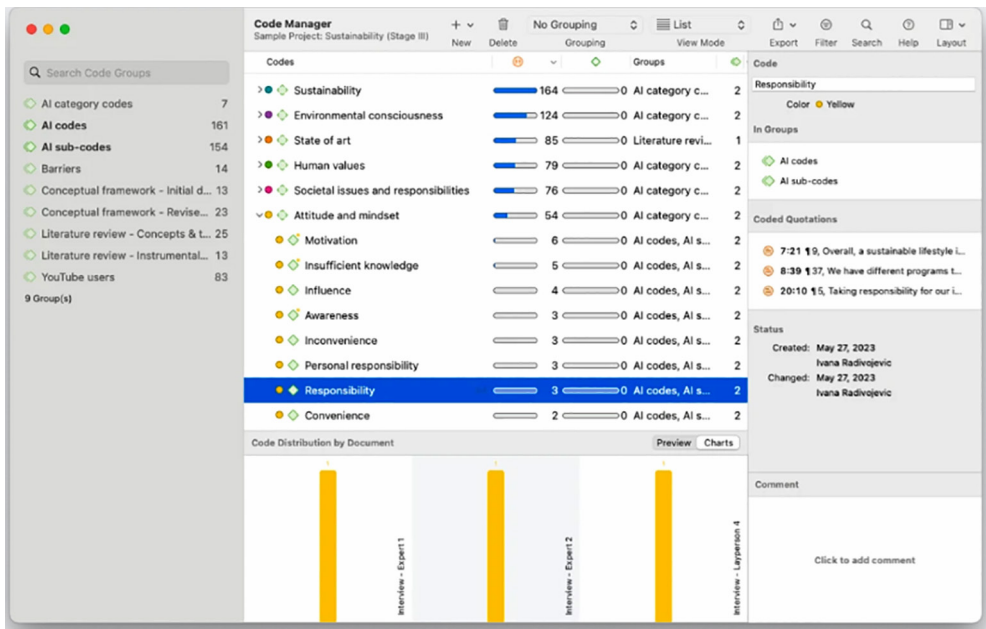 Code Manager
Sample Project: Sustainability (Stage III)
New
Delete
No Grouping
Grouping
List
View Mode
Export
Filter
Search
Help
Layout
Search Code Groups
AI category codes 7
AI codes 161
AI sub-codes 154
Barriers 14
Conceptual framework - Initial d... 13
Conceptual framework - Revise... 23
Literature review - Concepts & t... 25
Literature review - Instrumental... 13
YouTube users 83
9 Group(s)
Codes Groups
Sustainability 164 0 AI category c... 2
Environmental consciousness 124 0 AI category c... 2
State of art 85 0 Literature revi... 1
Human values 79 0 AI category c... 2
Societal issues and responsibilities 76 0 AI category c... 2
Attitude and mindset 54 0 AI category c... 2
Motivation 6 0 AI codes, AI s... 2
Insufficient knowledge 5 0 AI codes, AI s... 2
Influence 4 0 AI codes, AI s... 2
Awareness 3 0 AI codes, AI s... 2
Inconvenience 3 0 AI codes, AI s... 2
Personal responsibility 3 0 AI codes, AI s... 2
Responsibility 3 0 AI codes, AI s... 2
Convenience 2 0 AI codes, AI s... 2
Code Distribution by Document
Preview
Charts
1
Interview - Expert 1
1
Interview - Expert 2
1
Interview - Layperson 4
Code
Responsibility
Color Yellow
In Groups
AI codes
AI sub-codes
Coded Quotations
7:21 ¶ 9, Overall, a sustainable lifestyle i...
8:39 ¶ 37, We have different programs t...
20:10 ¶ 5, Taking responsibility for our i...
Status
Created: May 27, 2023
Ivana Radivojevic
Changed: May 27, 2023
Ivana Radivojevic
Comment
Click to add comment